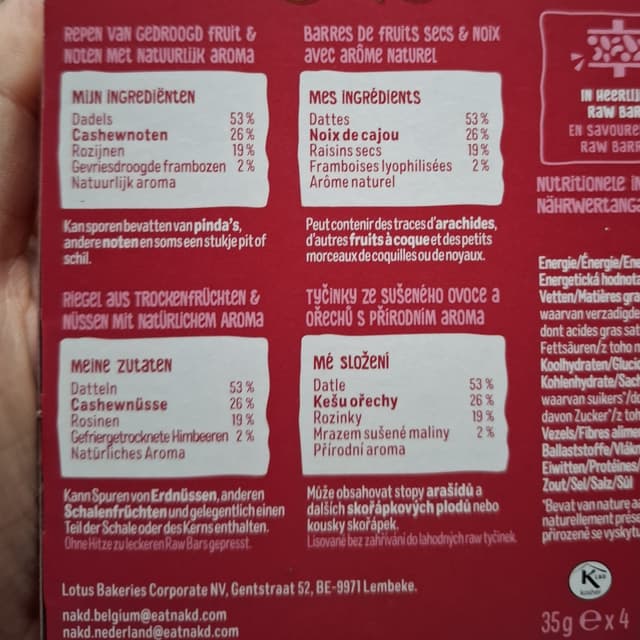 Repen van gedroogd fruit &
noten met natuurlijk aroma
Mijn ingrediënten
Dadels 53 %
Cashewnoten 26 %
Rozijnen 19 %
Gevriesdroogde frambozen 2 %
Natuurlijk aroma
Kan sporen bevatten van pinda's,
andere noten en soms een stukje pit of
schil.
Barres de fruits secs & noix
avec arôme naturel
Mes ingrédients
Dattes 53 %
Noix de cajou 26 %
Raisins secs 19 %
Framboises lyophilisées 2 %
Arôme naturel
Peut contenir des traces d'arachides,
d'autres fruits à coque et des petits
morceaux de coquilles ou de noyaux.
Riegel aus Trockenfrüchten &
Nüssen mit natürlichem Aroma
Meine Zutaten
Datteln 53 %
Cashewnüsse 26 %
Rosinen 19 %
Gefriergetrocknete Himbeeren 2 %
Natürliches Aroma
Kann Spuren von Erdnüssen, anderen
Schalenfrüchten und gelegentlich einen
Teil der Schale oder des Kerns enthalten.
Ohne Hitze zu leckeren Raw Bars gepresst.
Tyčinky ze sušeného ovoce a
ořechů s přírodním aroma
Mé složení
Datle 53 %
Kešu ořechy 26 %
Rozinky 19 %
Mrazem sušené maliny 2 %
Přírodní aroma
Může obsahovat stopy arašídů a
dalších skořápkových plodů nebo
kousky skořápek.
Lisované bez zahřívání do lahodných raw tyčinek.
Lotus Bakeries Corporate NV, Gentstraat 52, BE-9971 Lembeke.
nakd.belgium@eatnakd.com
nakd.nederland@eatnakd.com
in
Raw Bar
en savoure
Raw Barr
Nutritionele
Energie/Énergie/Ene
Energetická hodnota
Vetten/Matières gra
waarvan verzadigde
dont acides gras sat
Fettsäuren/z toho n
Koolhydraten/Gluci
Kohlenhydrate/Sach
waarvan suikers*/do
davon Zucker*/z toh
Vezels/Fibres alimen
Ballaststoffe/Vlákn
Eiwitten/Protéines/
Zout/Sel/Salz/Sůl
*Bevat van nature
naturellement prése
přirozeně se vyskytu
K LBD
kosher
35g e x 4